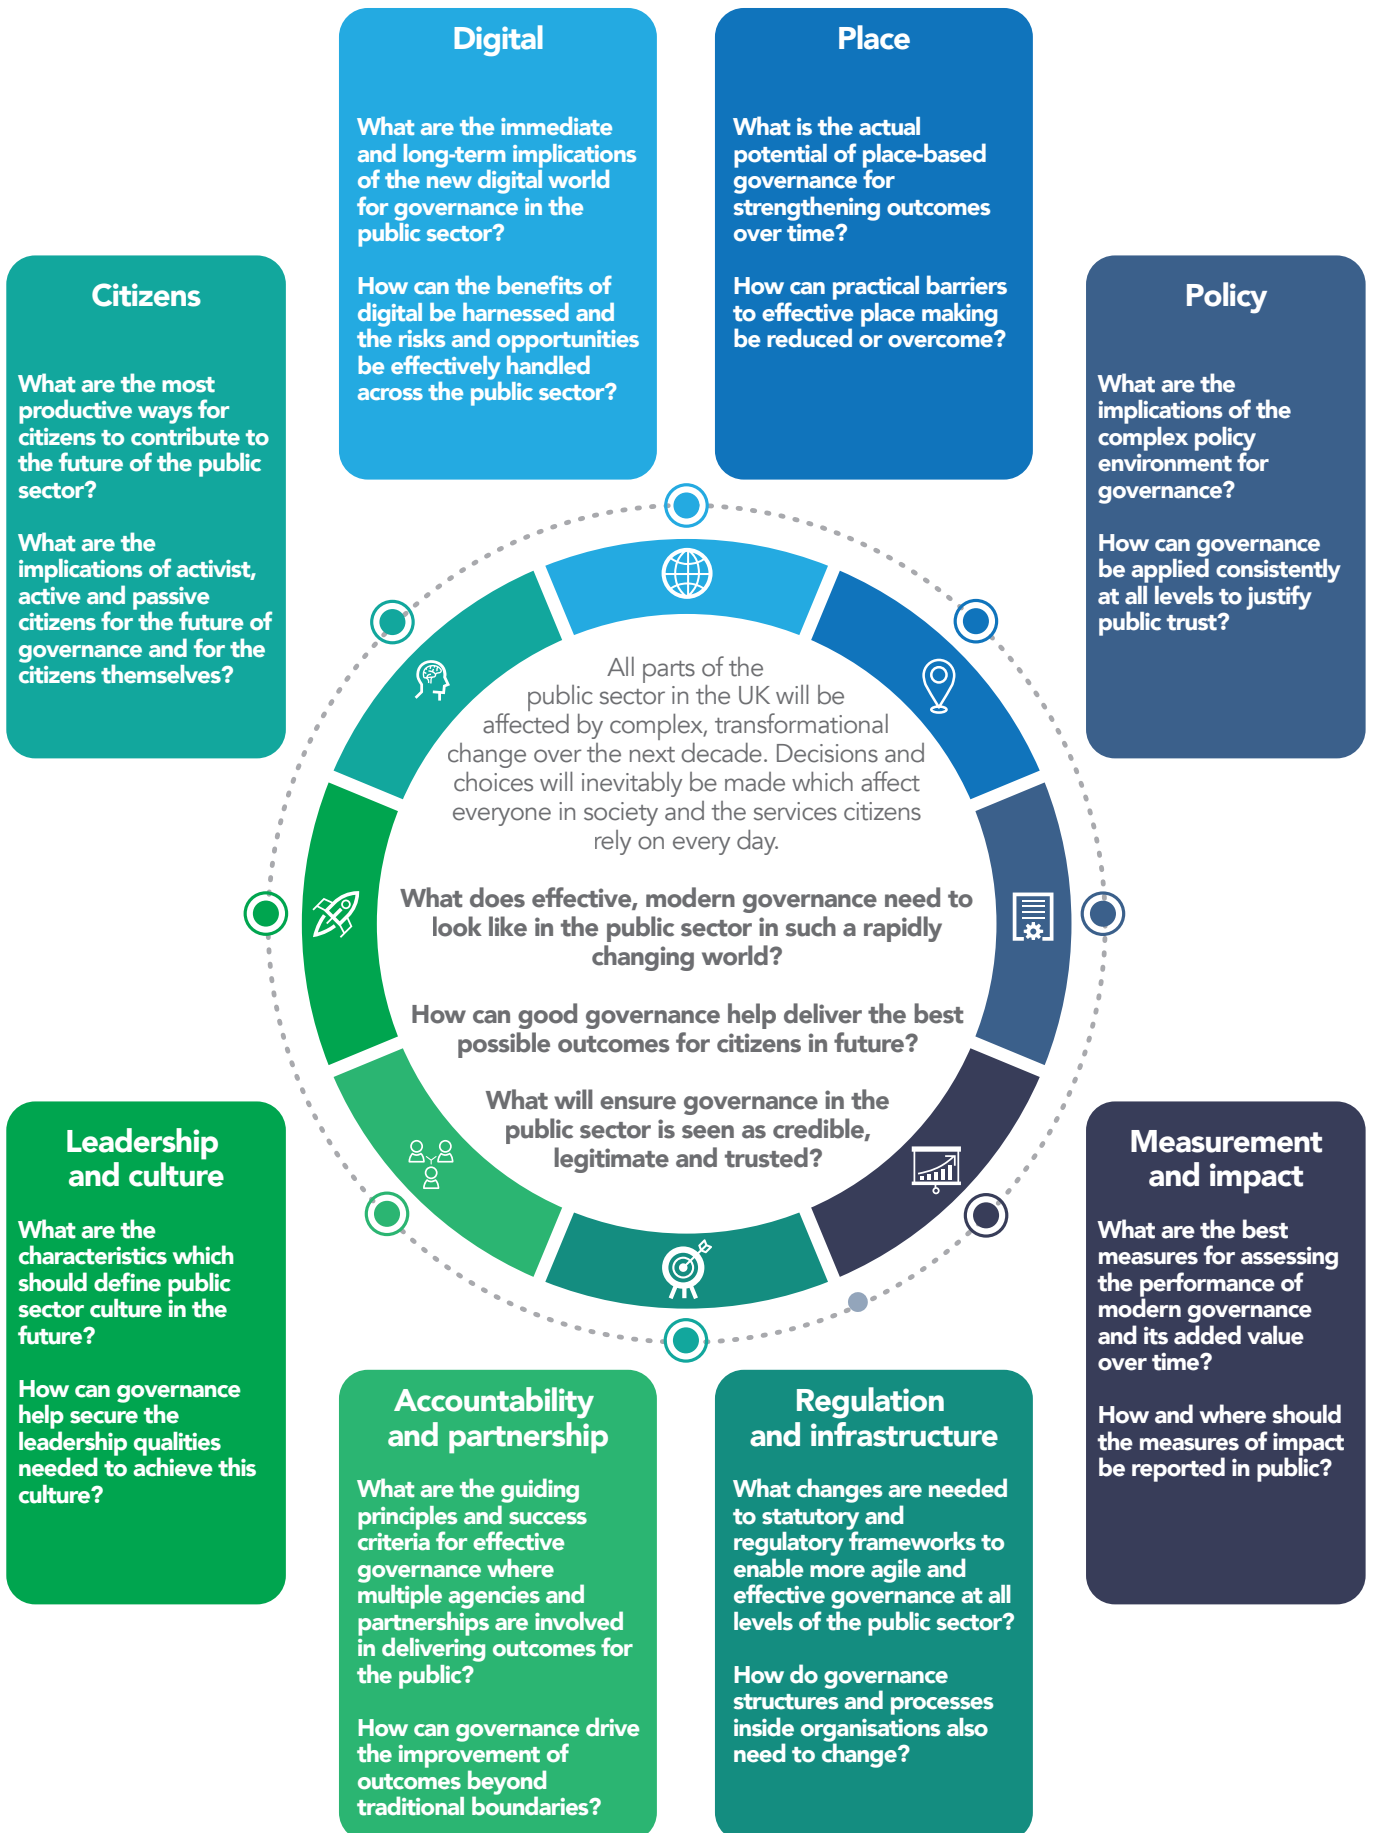 Digital
What are the immediate
and long-term implications
of the new digital world
for governance in the
public sector?
How can the benefits of
digital be harnessed and
the risks and opportunities
be effectively handled
across the public sector?
Place
What is the actual
potential of place-based
governance for
strengthening outcomes
over time?
How can practical barriers
to effective place making
be reduced or overcome?
Citizens
What are the most
productive ways for
citizens to contribute to
the future of the public
sector?
What are the
implications of activist,
active and passive
citizens for the future of
governance and for the
citizens themselves?
Policy
What are the
implications of the
complex policy
environment for
governance?
How can governance
be applied consistently
at all levels to justify
public trust?
All parts of the
public sector in the UK will be
affected by complex, transformational
change over the next decade. Decisions and
choices will inevitably be made which affect
everyone in society and the services citizens
rely on every day.
What does effective, modern governance need to
look like in the public sector in such a rapidly
changing world?
How can good governance help deliver the best
possible outcomes for citizens in future?
What will ensure governance in the
public sector is seen as credible,
legitimate and trusted?
Leadership
and culture
What are the
characteristics which
should define public
sector culture in the
future?
How can governance
help secure the
leadership qualities
needed to achieve this
culture?
Measurement
and impact
What are the best
measures for assessing
the performance of
modern governance
and its added value
over time?
How and where should
the measures of impact
be reported in public?
Accountability
and partnership
What are the guiding
principles and success
criteria for effective
governance where
multiple agencies and
partnerships are involved
in delivering outcomes for
the public?
How can governance drive
the improvement of
outcomes beyond
traditional boundaries?
Regulation
and infrastructure
What changes are needed
to statutory and
regulatory frameworks to
enable more agile and
effective governance at all
levels of the public sector?
How do governance
structures and processes
inside organisations also
need to change?